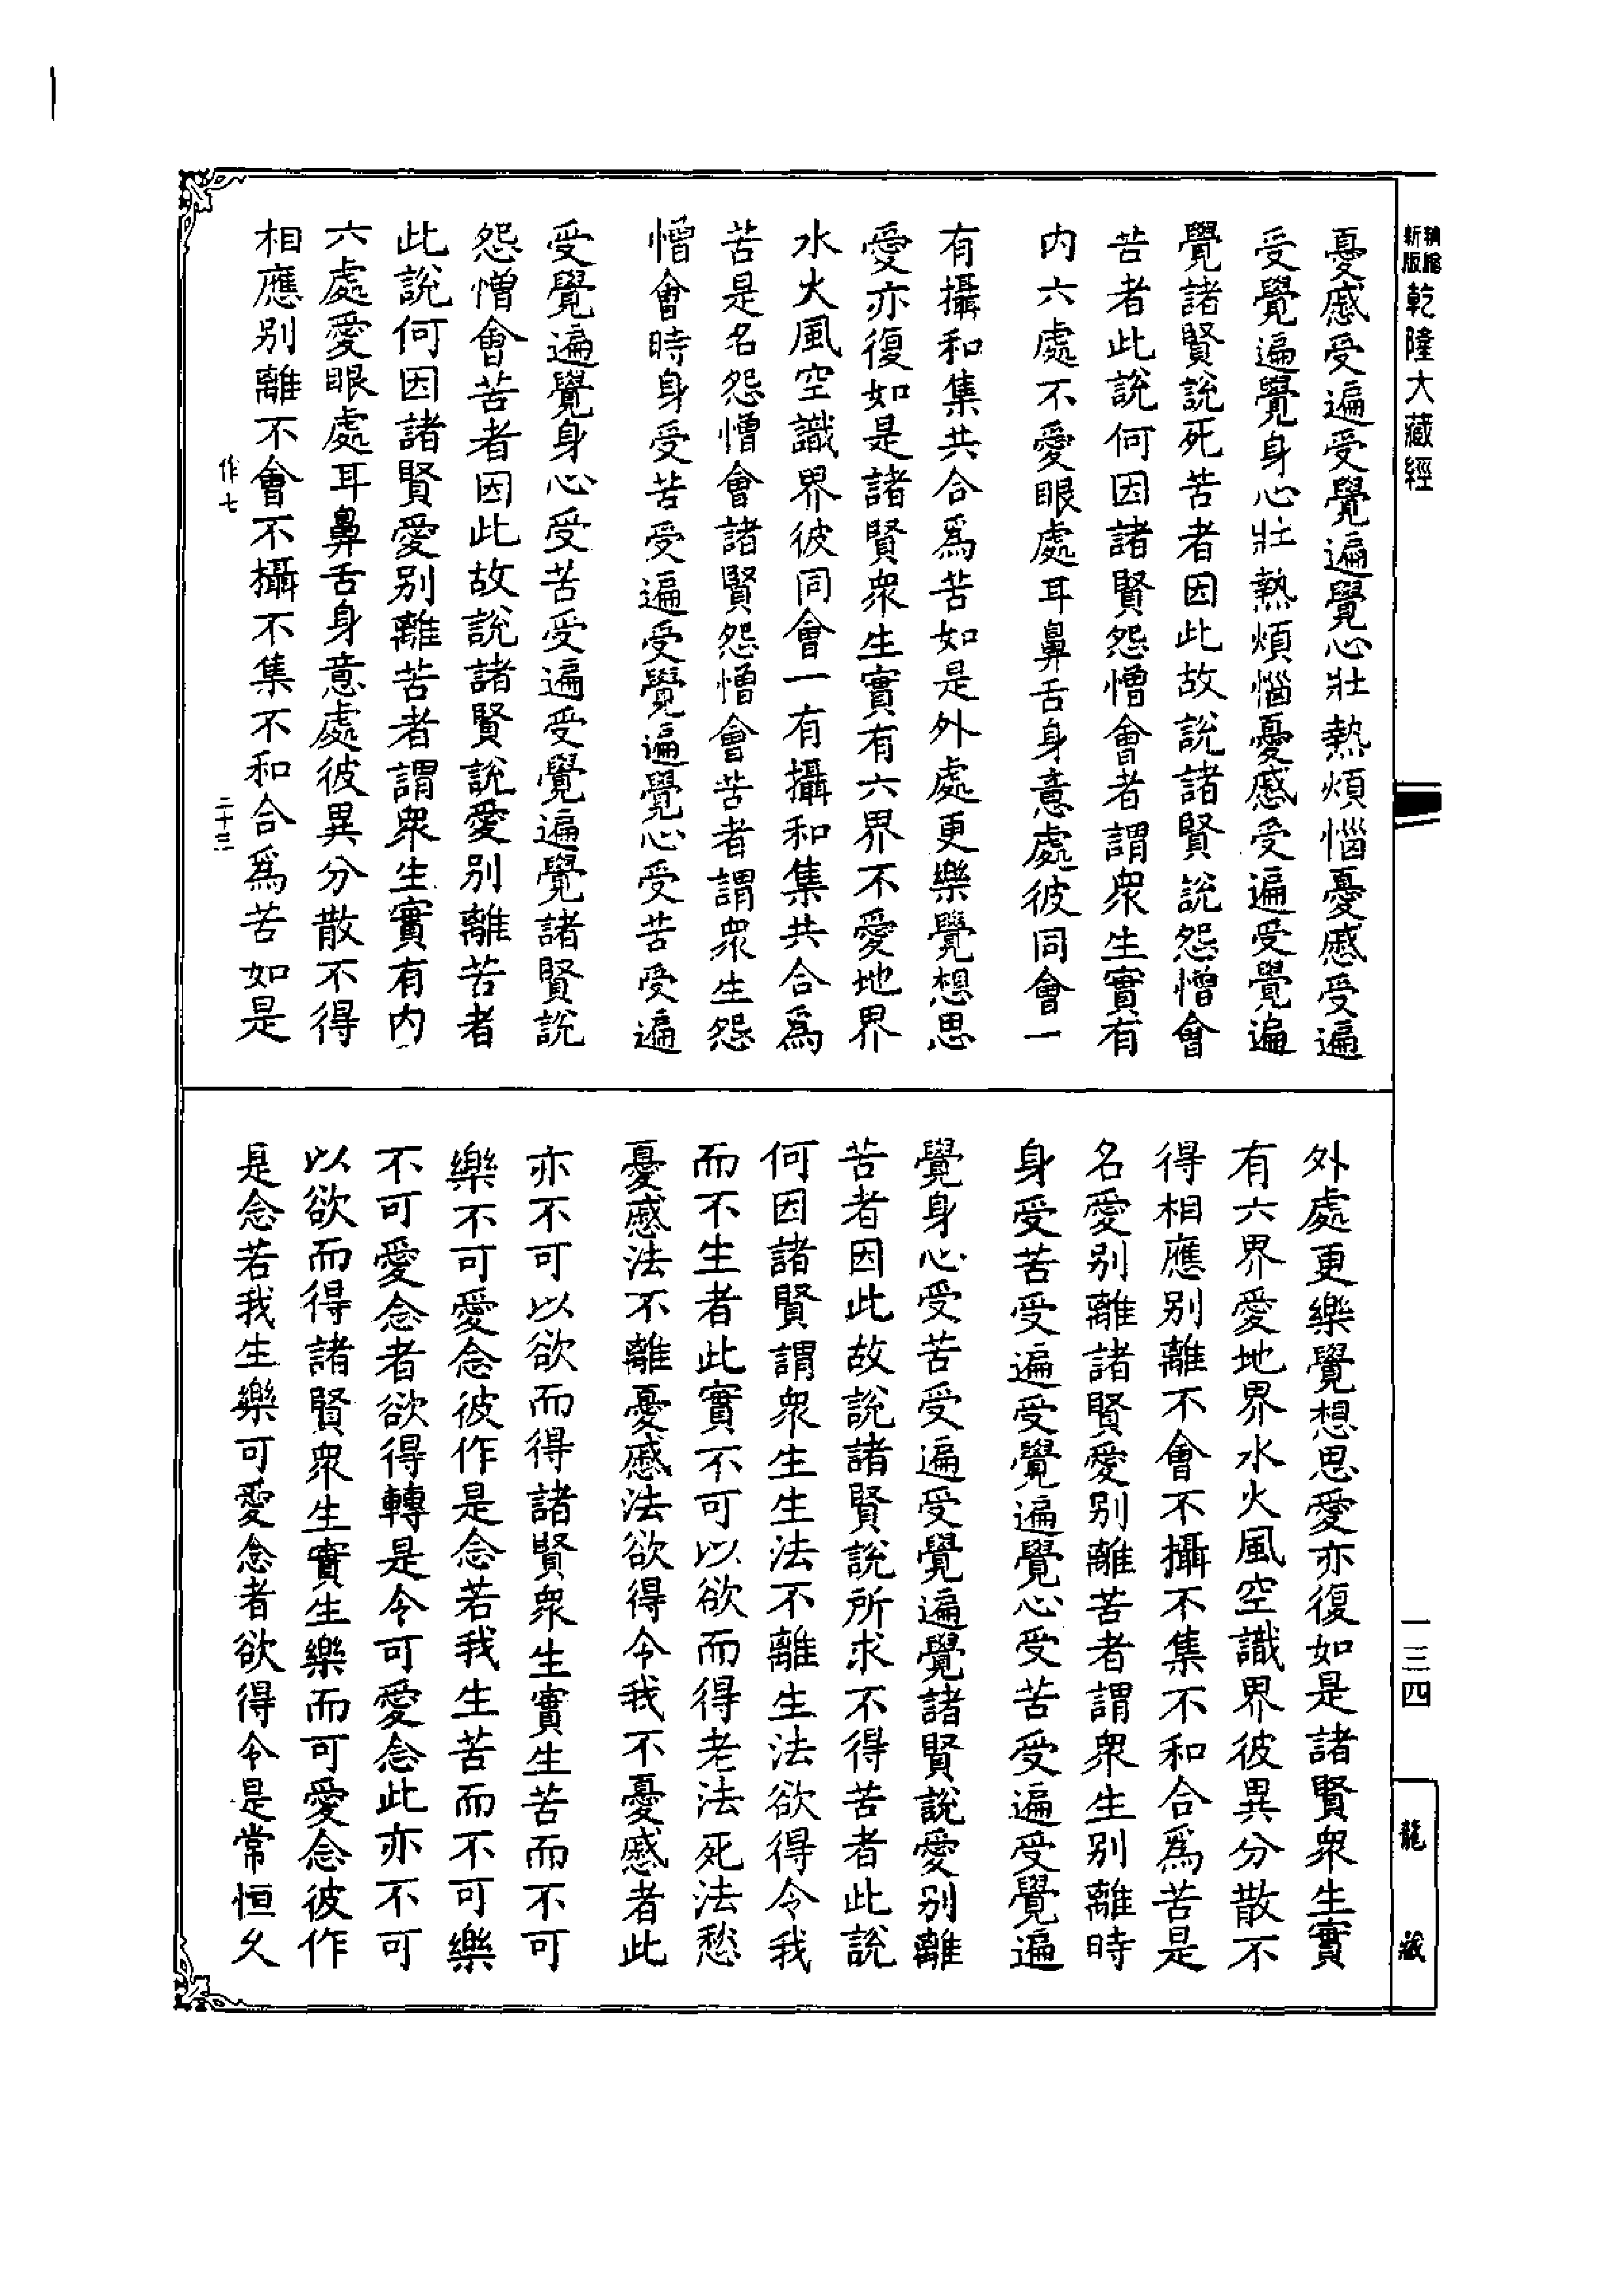 新版
乾隆大藏經
憂慼受遍受覺遍覺心壯熱煩惱憂慼受遍
受覺遍覺身心壯熱煩惱憂慼受遍受覺遍
覺諸賢說死苦者因此故說諸賢說怨憎會
苦者此說何因諸賢怨憎會者謂衆生實有
内六處不愛眼處耳鼻舌身意處彼同會一
有攝和集共合爲苦如是外處更樂覺想思
愛亦復如是諸賢衆生實有六界不愛地界
水火風空識界彼同會一有攝和集共合爲
苦是名怨憎會諸賢怨憎會苦者謂衆生怨
憎會時身受苦受遍受覺遍覺心受苦受遍
受覺遍覺身心受苦受遍受覺遍覺諸賢說
怨憎會苦者因此故說諸賢說愛别離苦者
此說何因諸賢愛别離苦者謂衆生實有内
六處愛眼處耳鼻舌身意處彼異分散不得
相應别離不會不攝不集不和合爲苦如是
作七
二十三
外處更樂覺想思愛亦復如是諸賢衆生實
有六界愛地界水火風空識界彼異分散不
得相應别離不會不攝不集不和合爲苦是
名愛别離諸賢愛别離苦者謂衆生别離時
身受苦受遍受覺遍覺心受苦受遍受覺遍
覺身心受苦受遍受覺遍覺諸賢說愛别離
苦者因此故說諸賢說所求不得苦者此說
何因諸賢謂衆生生法不離生法欲得令我
而不生者此實不可以欲而得老法死法愁
憂慼法不離憂慼法欲得令我不憂慼者此
亦不可以欲而得諸賢衆生實生苦而不可
樂不可愛念彼作是念若我生苦而不可樂
不可愛念者欲得轉是令可愛念此亦不可
以欲而得諸賢衆生實生樂而可愛念彼作
是念若我生樂可愛念者欲得令是常恒久
一三四
龍藏